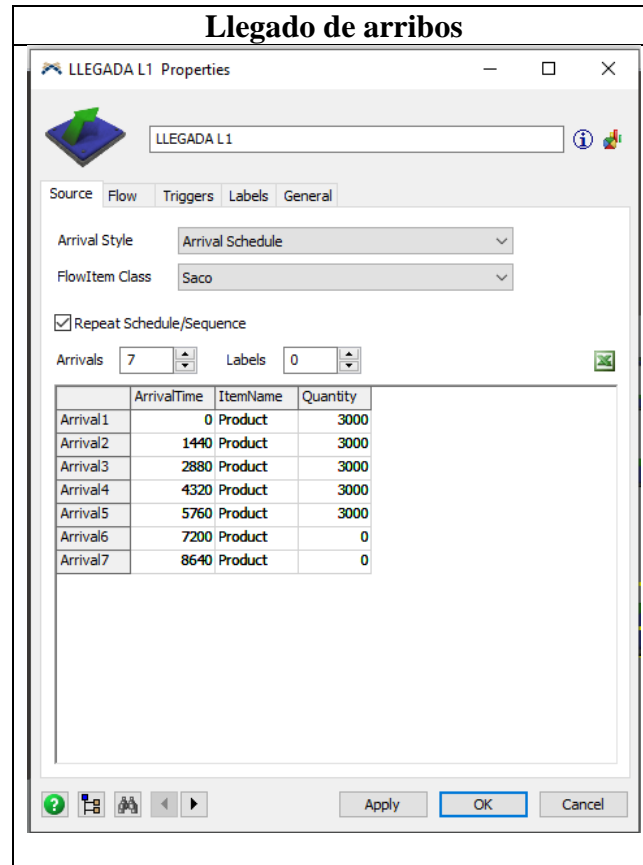 Llegado de arribos
LLEGADA L1 Properties
LLEGADA L1
Source Flow Triggers Labels General
Arrival Style Arrival Schedule
FlowItem Class Saco
Repeat Schedule/Sequence
Arrivals 7 Labels 0
ArrivalTime ItemName Quantity
Arrival1 0 Product 3000
Arrival2 1440 Product 3000
Arrival3 2880 Product 3000
Arrival4 4320 Product 3000
Arrival5 5760 Product 3000
Arrival6 7200 Product 0
Arrival7 8640 Product 0
Apply OK Cancel